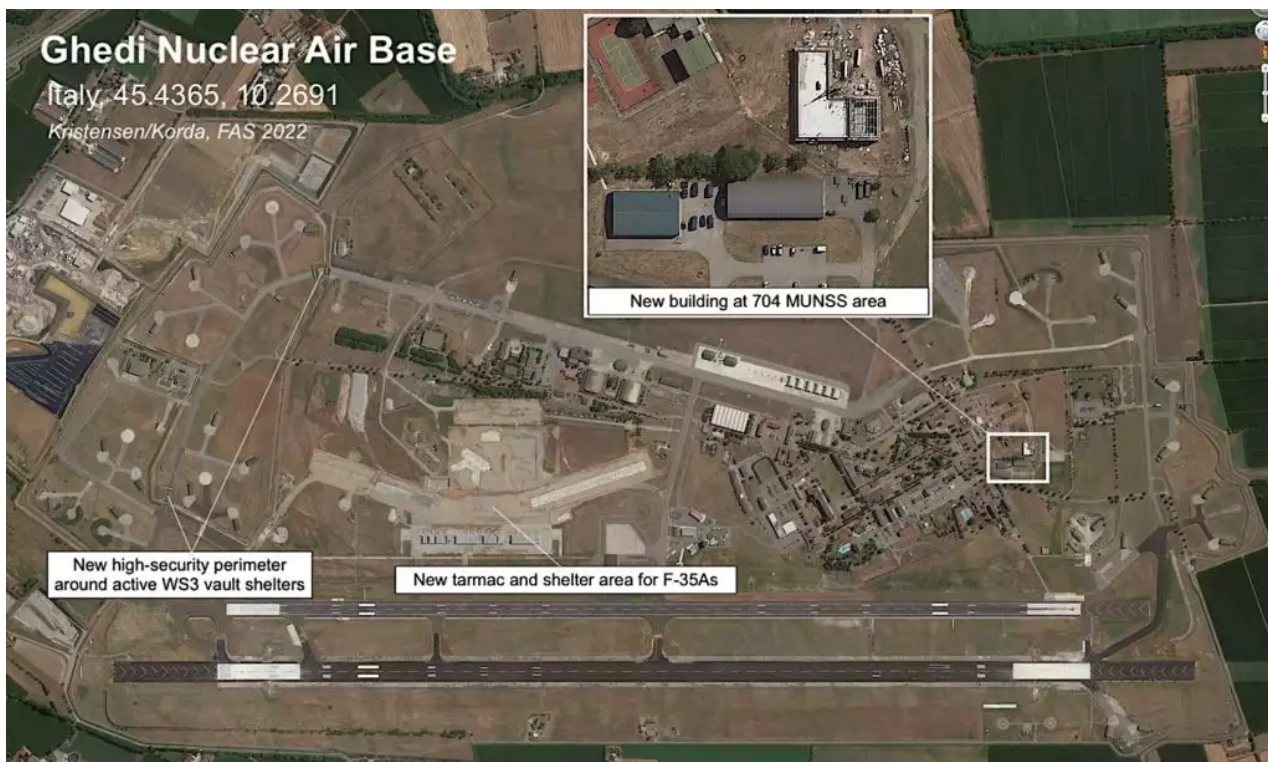 Ghedi Nuclear Air Base
Italy, 45.4365, 10.2691
Kristensen/Korda, FAS 2022
New building at 704 MUNSS area
New high-security perimeter
around active WS3 vault shelters
New tarmac and shelter area for F-35As